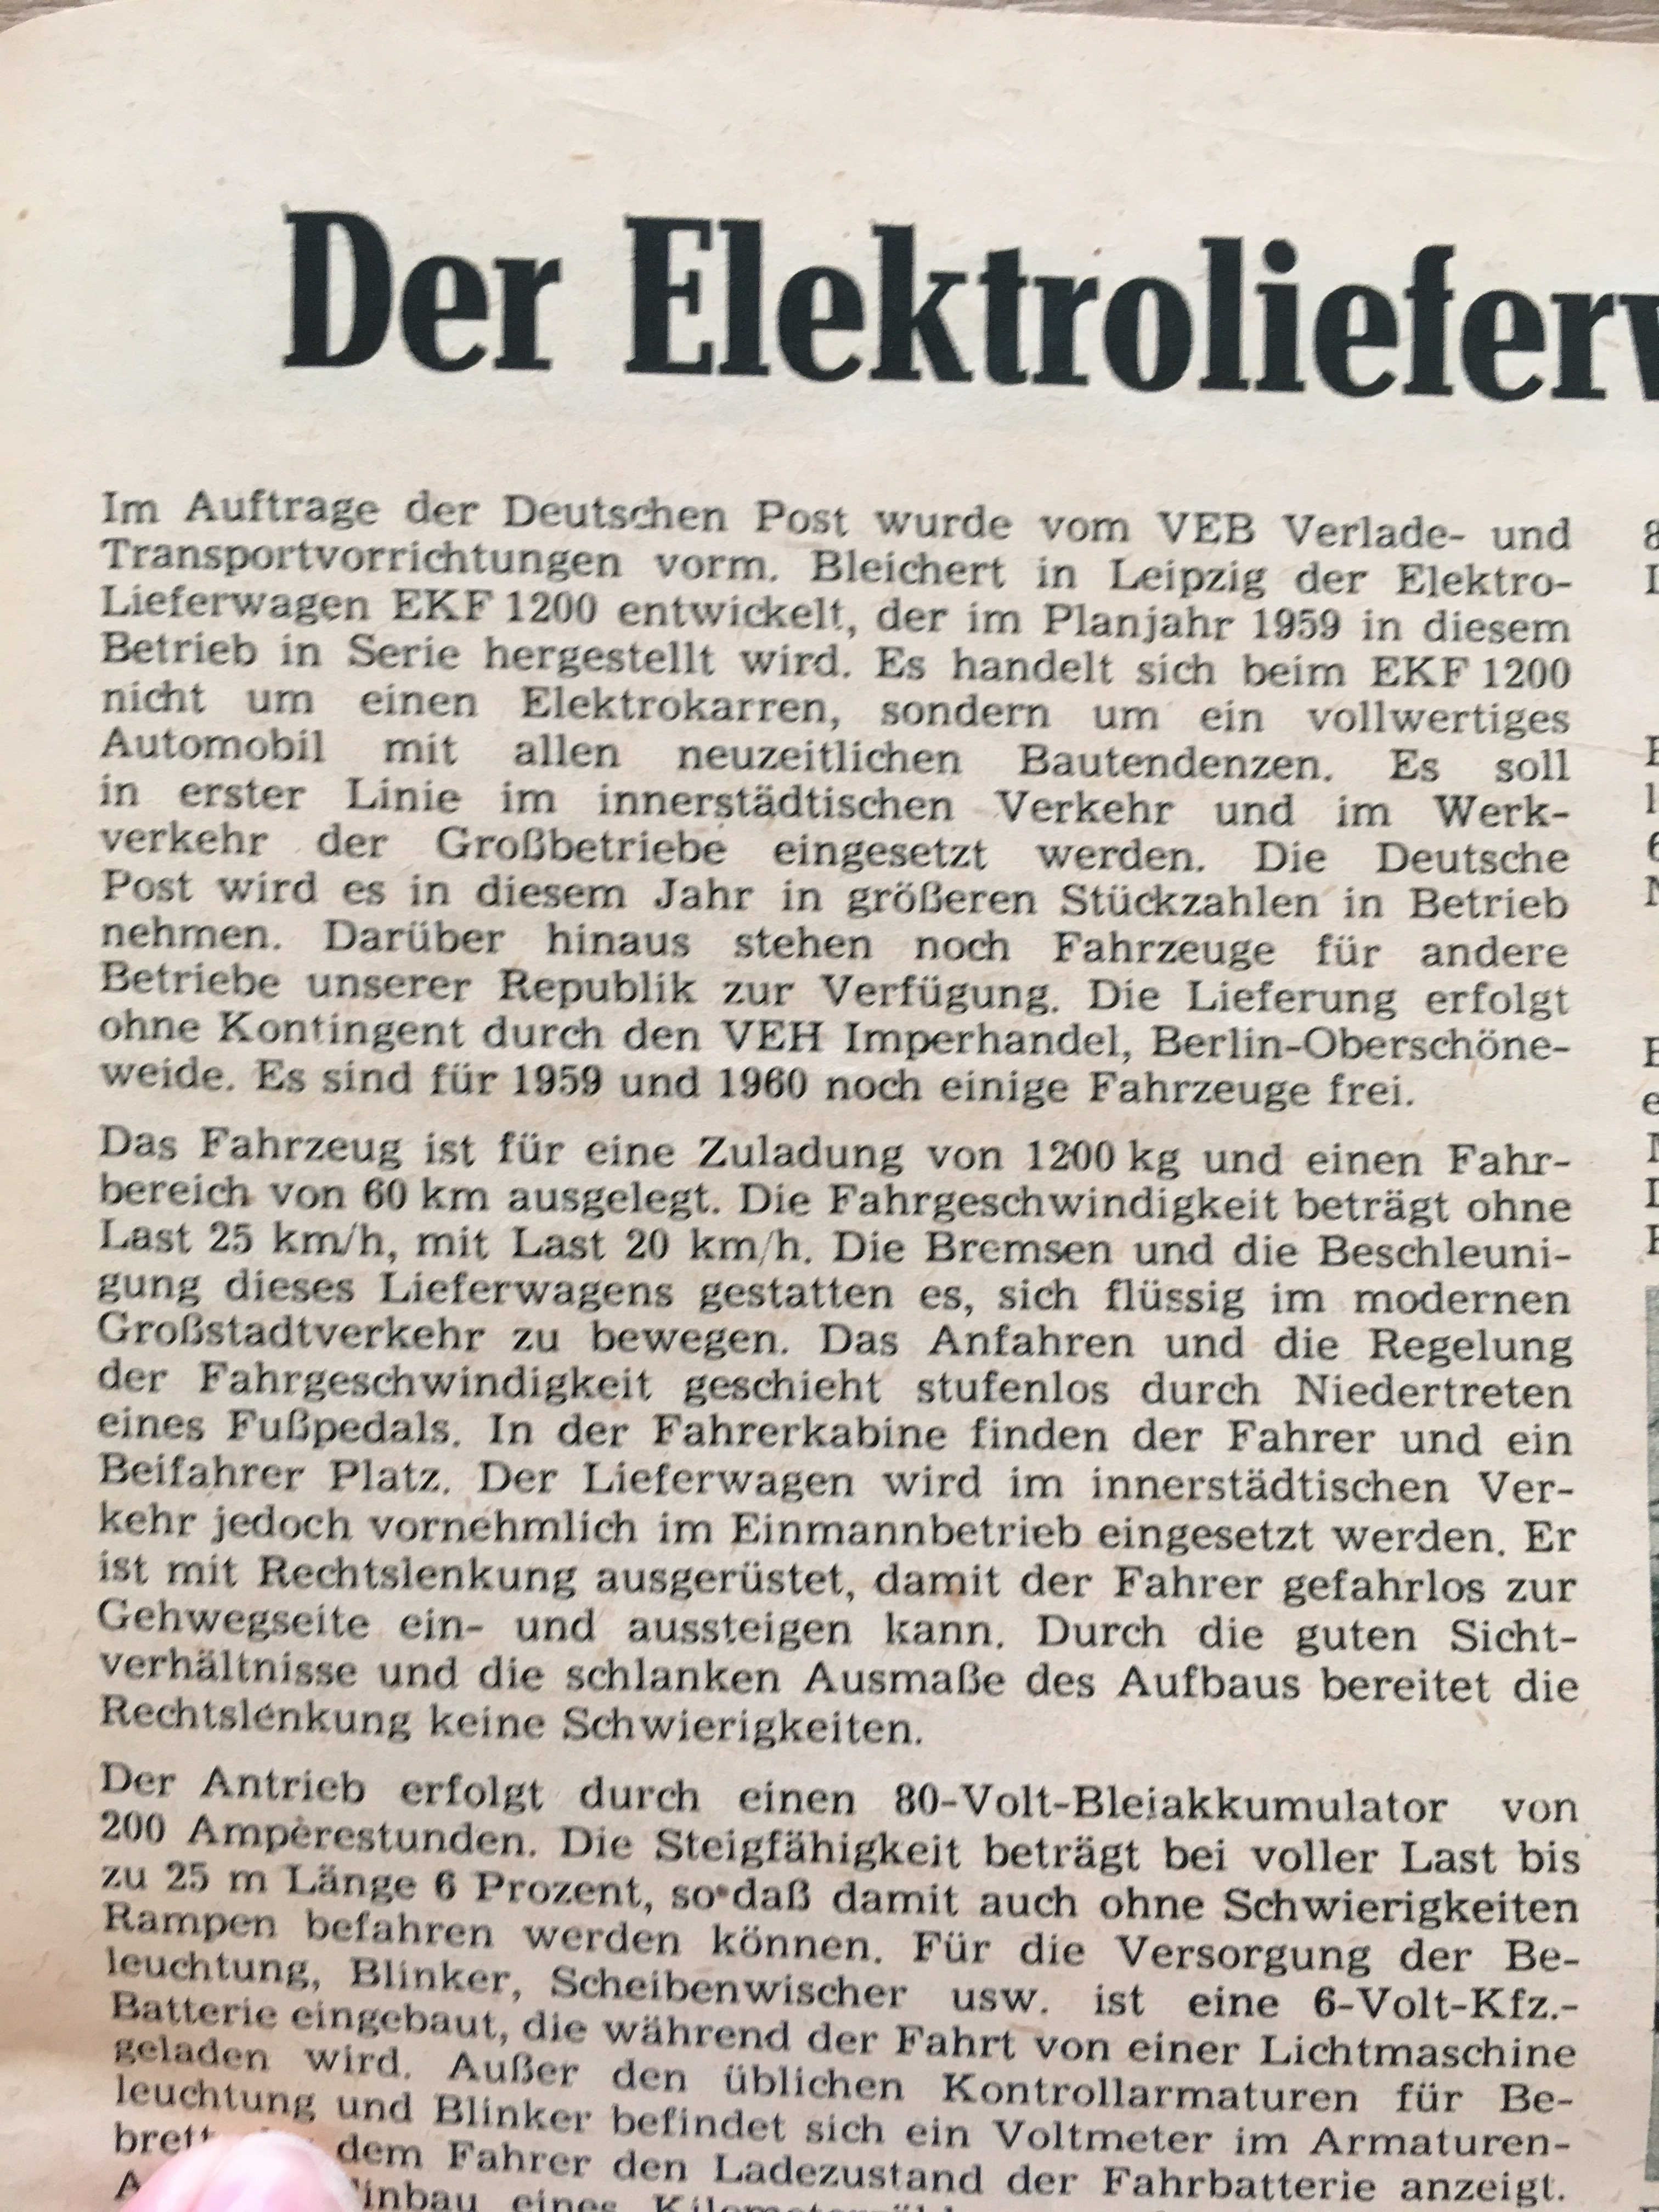 Der Elektrolieferw
Im Auftrage der Deutschen Post wurde vom VEB Verlade- und
Transportvorrichtungen vorm. Bleichert in Leipzig der Elektro-
Lieferwagen EKF 1200 entwickelt, der im Planjahr 1959 in diesem
Betrieb in Serie hergestellt wird. Es handelt sich beim EKF 1200
nicht um einen Elektrokarren, sondern um ein vollwertiges
Automobil mit allen neuzeitlichen Bautendenzen. Es soll
in erster Linie im innerstädtischen Verkehr und im Werk-
verkehr der Großbetriebe eingesetzt werden. Die Deutsche
Post wird es in diesem Jahr in größeren Stückzahlen in Betrieb
nehmen. Darüber hinaus stehen noch Fahrzeuge für andere
Betriebe unserer Republik zur Verfügung. Die Lieferung erfolgt
ohne Kontingent durch den VEH Imperhandel, Berlin-Oberschöne-
weide. Es sind für 1959 und 1960 noch einige Fahrzeuge frei.
Das Fahrzeug ist für eine Zuladung von 1200 kg und einen Fahr-
bereich von 60 km ausgelegt. Die Fahrgeschwindigkeit beträgt ohne
Last 25 km/h, mit Last 20 km/h. Die Bremsen und die Beschleuni-
gung dieses Lieferwagens gestatten es, sich flüssig im modernen
Großstadtverkehr zu bewegen. Das Anfahren und die Regelung
der Fahrgeschwindigkeit geschieht stufenlos durch Niedertreten
eines Fußpedals. In der Fahrerkabine finden der Fahrer und ein
Beifahrer Platz. Der Lieferwagen wird im innerstädtischen Ver-
kehr jedoch vornehmlich im Einmannbetrieb eingesetzt werden. Er
ist mit Rechtslenkung ausgerüstet, damit der Fahrer gefahrlos zur
Gehwegseite ein- und aussteigen kann. Durch die guten Sicht-
verhältnisse und die schlanken Ausmaße des Aufbaus bereitet die
Rechtslenkung keine Schwierigkeiten.
Der Antrieb erfolgt durch einen 80-Volt-Bleiakkumulator von
200 Ampèrestunden. Die Steigfähigkeit beträgt bei voller Last bis
zu 25 m Länge 6 Prozent, so daß damit auch ohne Schwierigkeiten
Rampen befahren werden können. Für die Versorgung der Be-
leuchtung, Blinker, Scheibenwischer usw. ist eine 6-Volt-Kfz.-
Batterie eingebaut, die während der Fahrt von einer Lichtmaschine
geladen wird. Außer den üblichen Kontrollarmaturen für Be-
leuchtung und Blinker befindet sich ein Voltmeter im Armaturen-
brett dem Fahrer den Ladezustand der Fahrbatterie anzeigt.
Einbau eines